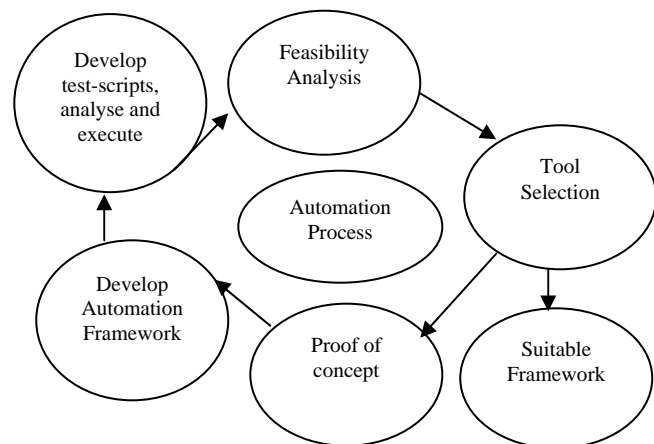 Develop
test-scripts,
analyse and
execute
Feasibility
Analysis
Tool
Selection
Automation
Process
Develop
Automation
Framework
Proof of
concept
Suitable
Framework